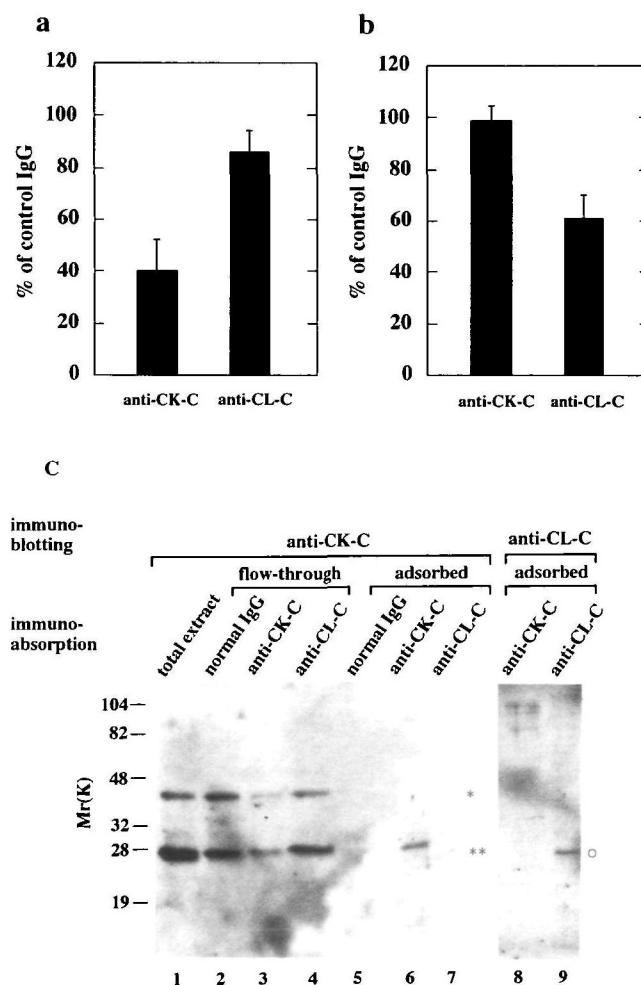 a
b
% of control IgG
120
100
80
60
40
20
0
anti-CK-C
anti-CL-C
% of control IgG
120
100
80
60
40
20
0
anti-CK-C
anti-CL-C
C
immuno-
blotting
anti-CK-C
anti-CL-C
flow-through
adsorbed
adsorbed
immuno-
absorption
total extract
normal IgG
anti-CK-C
anti-CL-C
normal IgG
anti-CK-C
anti-CL-C
anti-CK-C
anti-CL-C
Mr(K)
104
82
48
32
28
19
*
**
o
1 2 3 4 5 6 7 8 9